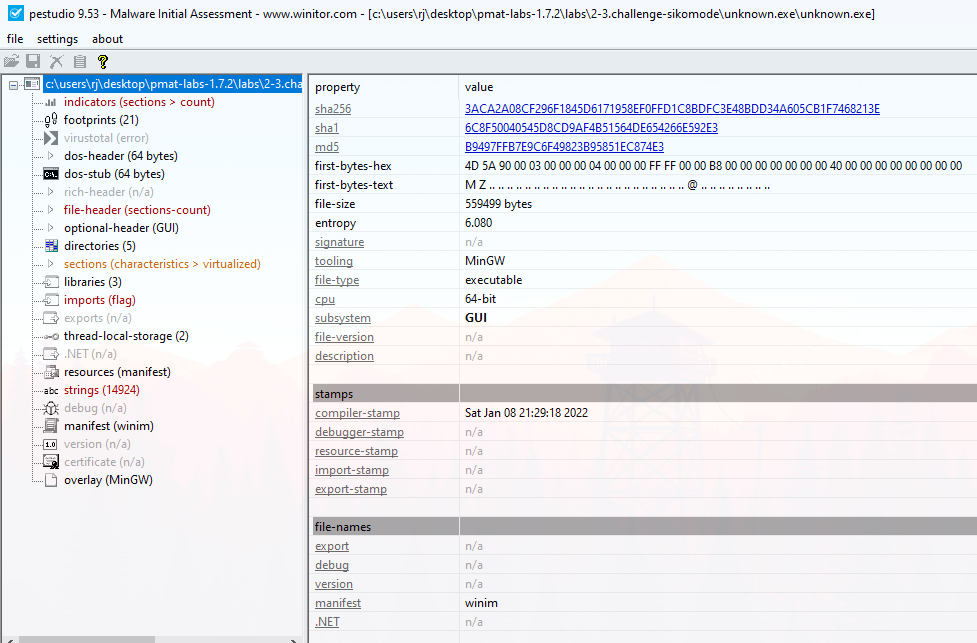 pestudio 9.53 - Malware Initial Assessment - www.winitor.com - [c:\users\rj\desktop\pmat-labs-1.7.2\labs\2-3.challenge-sikomode\unknown.exe\unknown.exe]
file settings about
c:\users\rj\desktop\pmat-labs-1.7.2\labs\2-3.cha
indicators (sections > count)
footprints (21)
virustotal (error)
dos-header (64 bytes)
dos-stub (64 bytes)
rich-header (n/a)
file-header (sections-count)
optional-header (GUI)
directories (5)
sections (characteristics > virtualized)
libraries (3)
imports (flag)
exports (n/a)
thread-local-storage (2)
.NET (n/a)
resources (manifest)
abc strings (14924)
debug (n/a)
manifest (winim)
1.0 version (n/a)
certificate (n/a)
overlay (MinGW)
property value
sha256 3ACA2A08CF296F1845D6171958EF0FFD1C8BDFC3E48BDD34A605CB1F7468213E
sha1 6C8F50040545D8CD9AF4B51564DE654266E592E3
md5 B9497FFB7E9C6F49823B95851EC874E3
first-bytes-hex 4D 5A 90 00 03 00 00 00 04 00 00 00 FF FF 00 00 B8 00 00 00 00 00 00 00 40 00 00 00 00 00 00 00
first-bytes-text M Z .. .. .. .. .. .. .. .. .. .. .. .. .. .. .. .. .. .. .. .. .. .. @ .. .. .. .. .. .. ..
file-size 559499 bytes
entropy 6.080
signature n/a
tooling MinGW
file-type executable
cpu 64-bit
subsystem GUI
file-version n/a
description n/a
stamps
compiler-stamp Sat Jan 08 21:29:18 2022
debugger-stamp n/a
resource-stamp n/a
import-stamp n/a
export-stamp n/a
file-names
export n/a
debug n/a
version n/a
manifest winim
.NET n/a